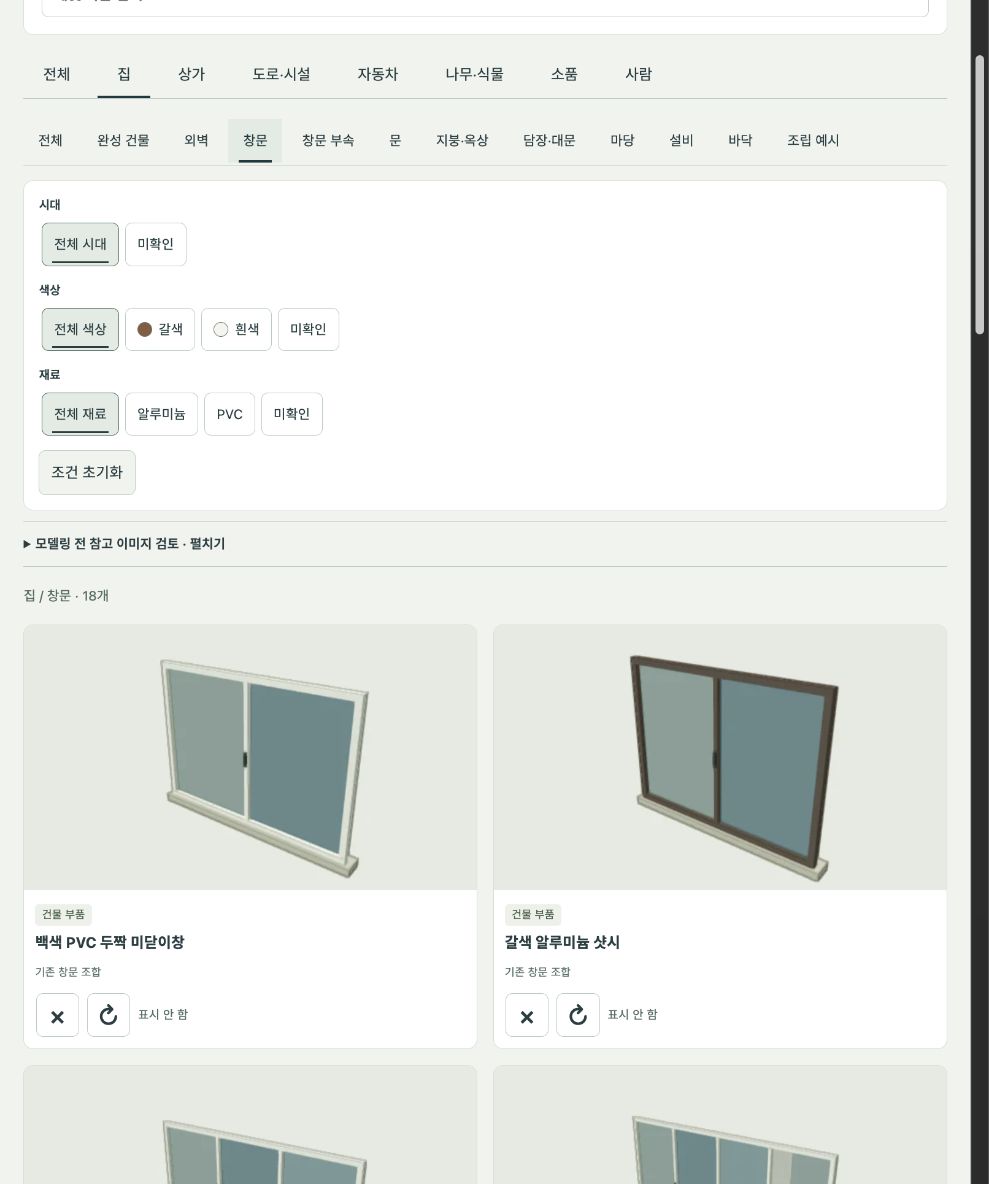 전체 집 상가 도로·시설 자동차 나무·식물 소품 사람
전체 완성 건물 외벽 창문 창문 부속 문 지붕·옥상 담장·대문 마당 설비 바닥 조립 예시
시대
전체 시대 미확인
색상
전체 색상 갈색 흰색 미확인
재료
전체 재료 알루미늄 PVC 미확인
조건 초기화
▶ 모델링 전 참고 이미지 검토 · 펼치기
집 / 창문 · 18개
건물 부품
백색 PVC 두짝 미닫이창
기존 창문 조합
표시 안 함
건물 부품
갈색 알루미늄 샷시
기존 창문 조합
표시 안 함